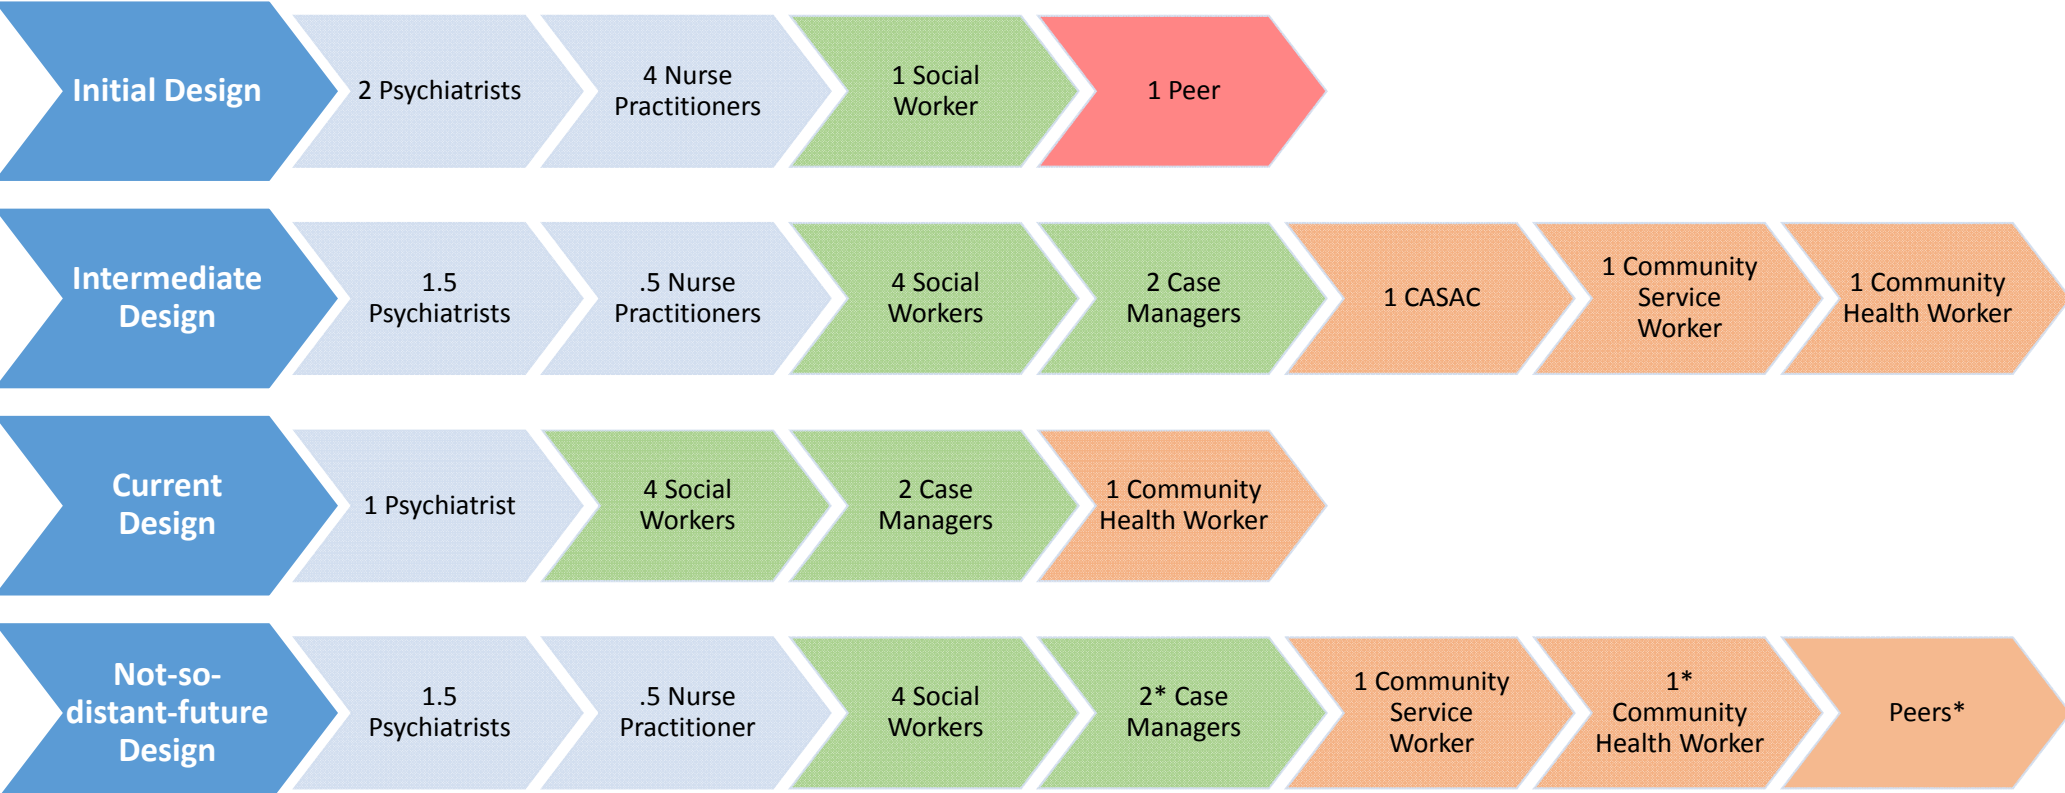 Initial Design
2 Psychiatrists
4 Nurse
Practitioners
1 Social
Worker
1 Peer
Intermediate
Design
1.5
Psychiatrists
.5 Nurse
Practitioners
4 Social
Workers
2 Case
Managers
1 CASAC
1 Community
Service
Worker
1 Community
Health Worker
Current
Design
1 Psychiatrist
4 Social
Workers
2 Case
Managers
1 Community
Health Worker
Not-so-
distant-future
Design
1.5
Psychiatrists
.5 Nurse
Practitioner
4 Social
Workers
2* Case
Managers
1 Community
Service
Worker
1*
Community
Health Worker
Peers*